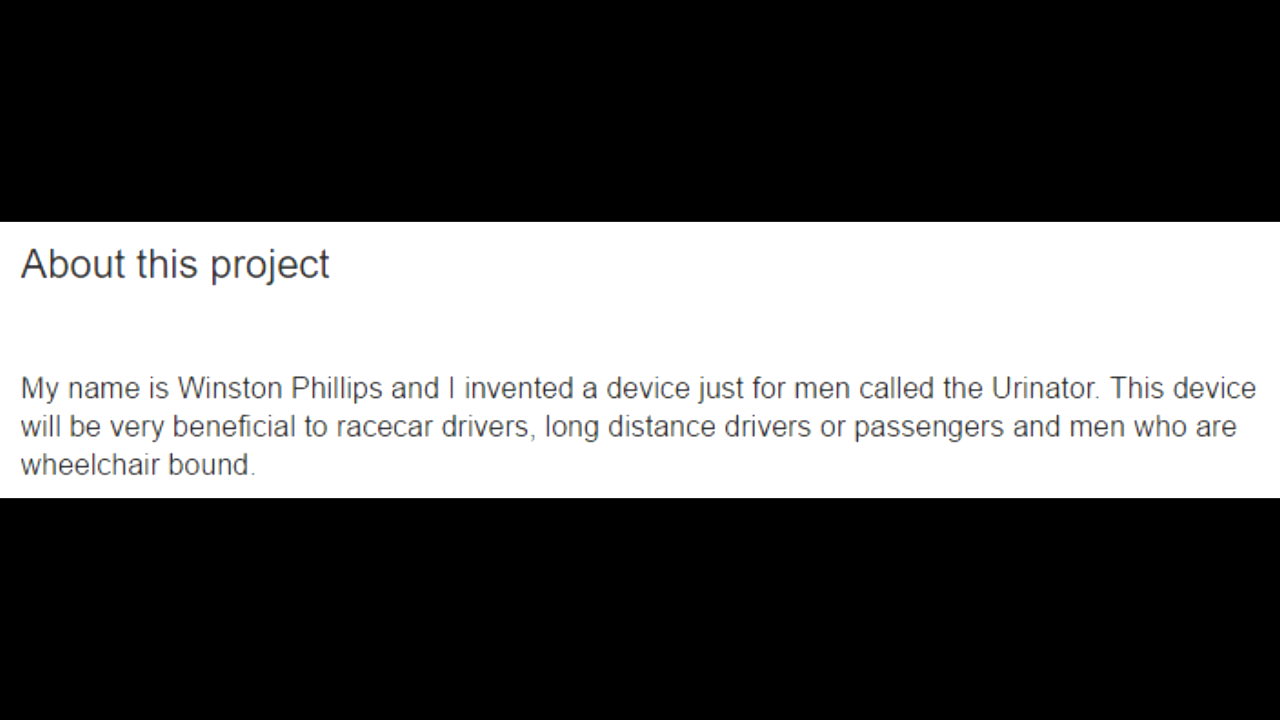 About this project
My name is Winston Phillips and I invented a device just for men called the Urinator. This device
will be very beneficial to racecar drivers, long distance drivers or passengers and men who are
wheelchair bound.